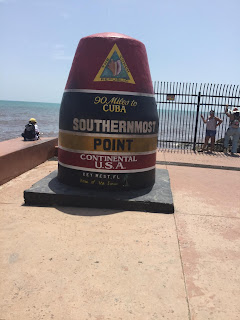 90 Miles to
CUBA
SOUTHERNMOST
POINT
CONTINENTAL
U.S.A.
KEY WEST, FL